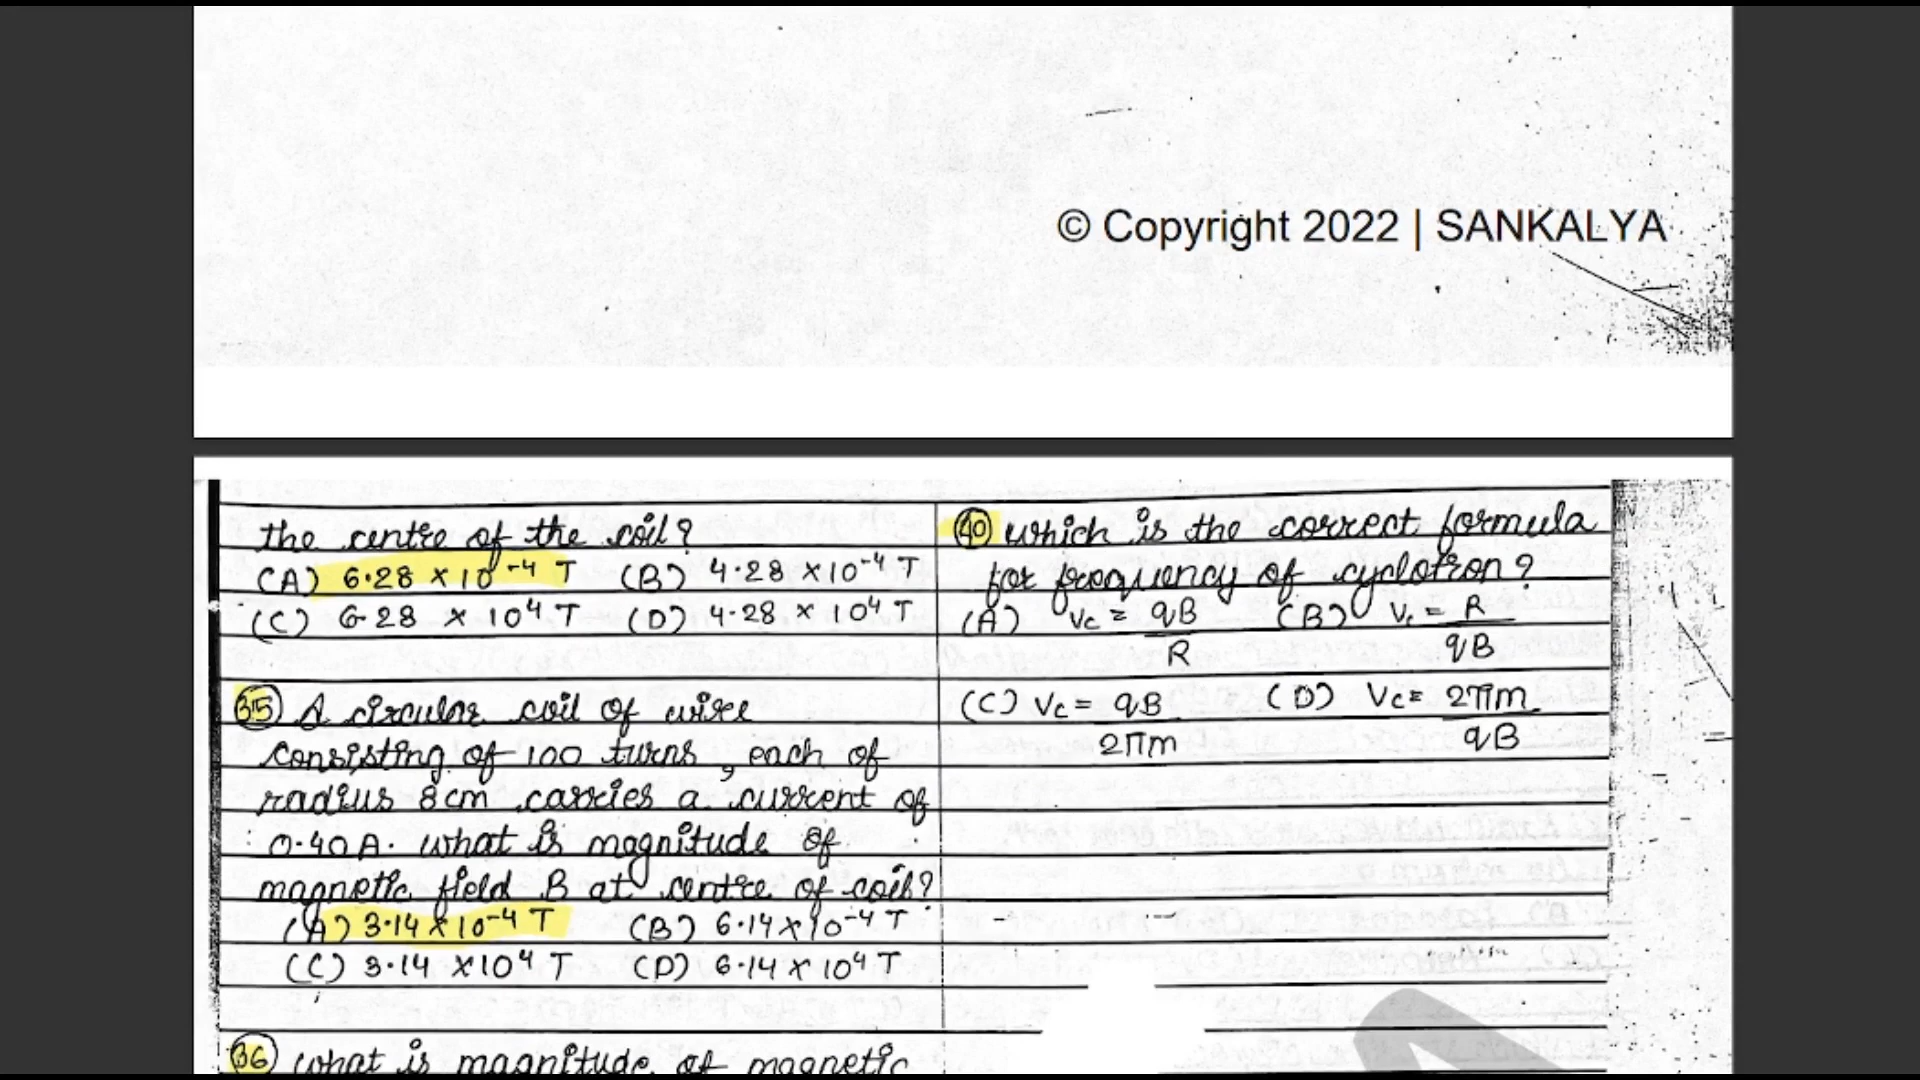 © Copyright 2022 | SANKALYA
the centre of the coil?
(A) 6.28 × 10⁻⁴ T (B) 4.28 × 10⁻⁴ T
(C) 6.28 × 10⁴ T (D) 4.28 × 10⁴ T
35) A circular coil of wire
consisting of 100 turns, each of
radius 8cm carries a current of
0.40A. what is magnitude of
magnetic field B at centre of coil?
(A) 3.14 × 10⁻⁴ T (B) 6.14 × 10⁻⁴ T
(C) 3.14 × 10⁴ T (D) 6.14 × 10⁴ T
36) what is magnitude of magnetic
40) which is the correct formula
for frequency of cyclotron?
(A) Vc = qB/R (B) Vc = R/qB
(C) Vc = qB/2πm (D) Vc = 2πm/qB